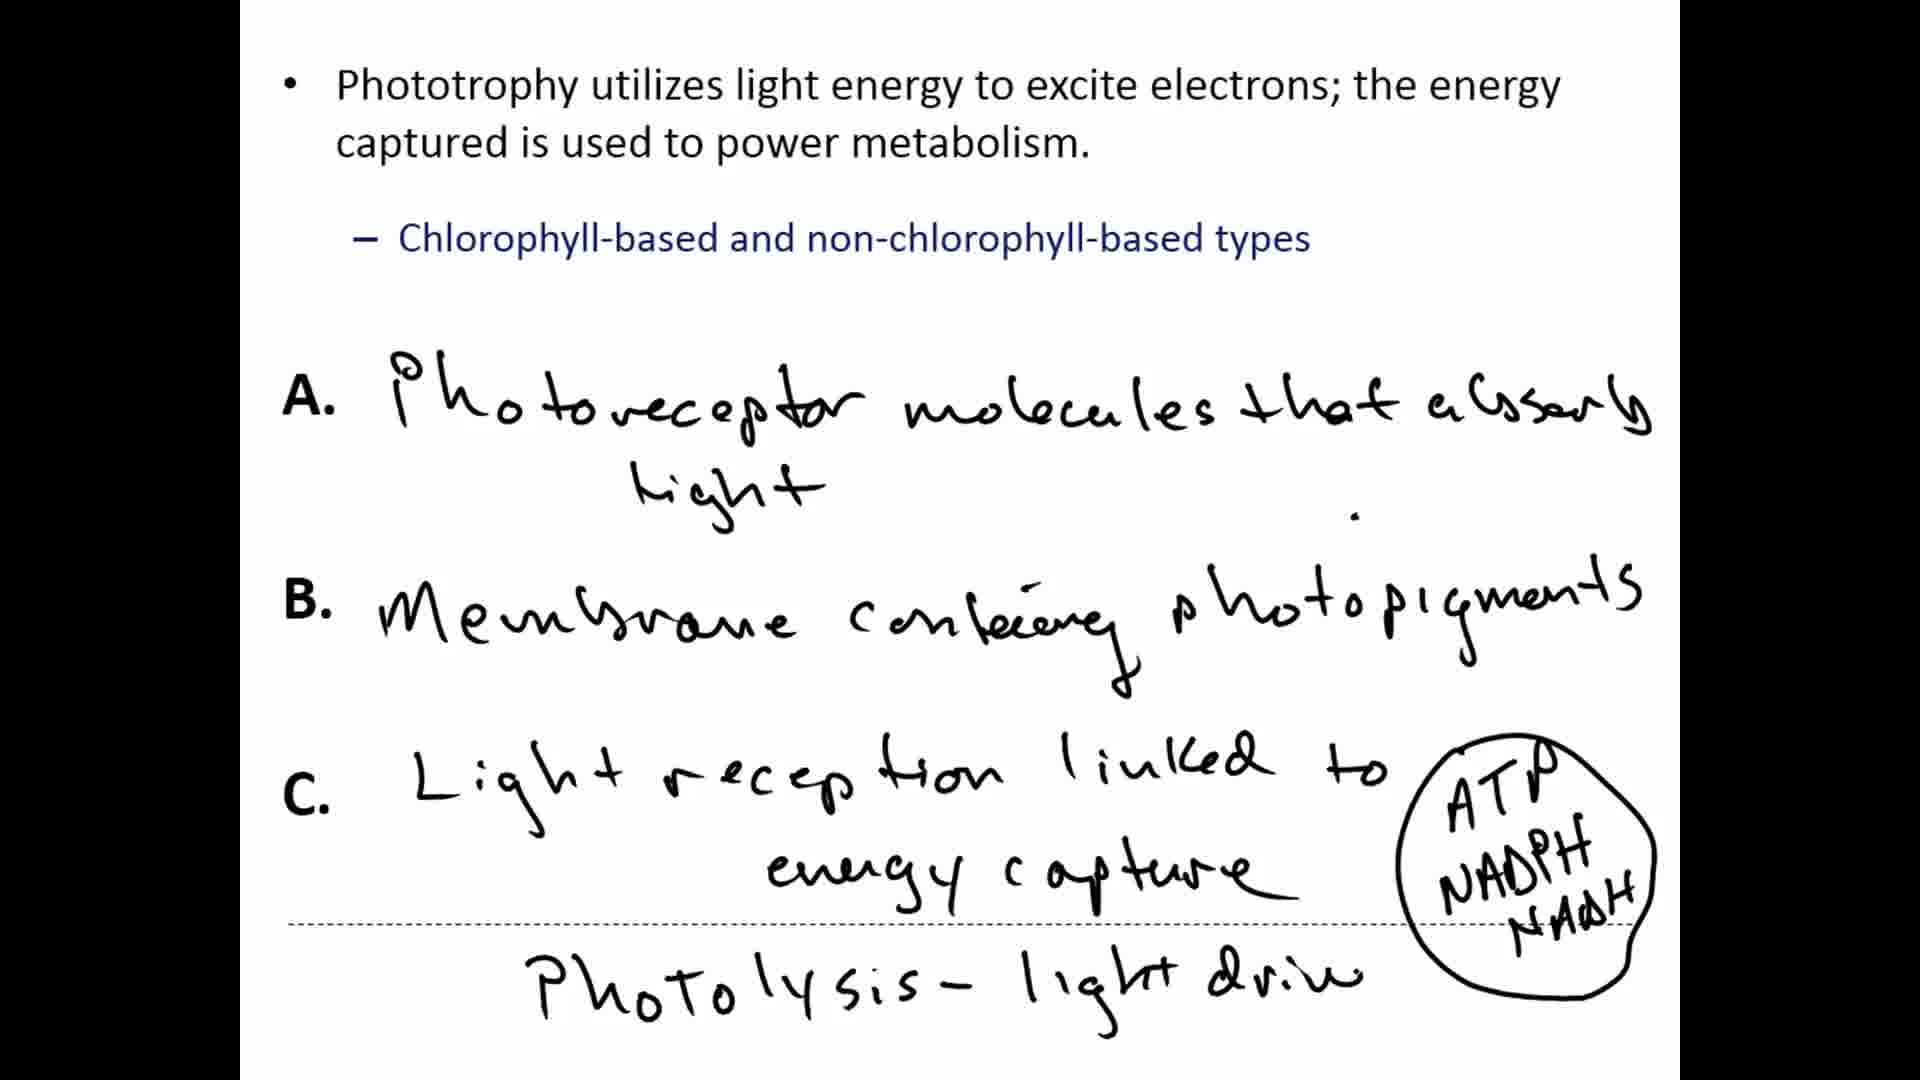 • Phototrophy utilizes light energy to excite electrons; the energy
captured is used to power metabolism.
– Chlorophyll-based and non-chlorophyll-based types
A. Photoreceptor molecules that absorb
light
B. Membrane containing photopigments
C. Light reception linked to
energy capture
ATP
NADPH
NADH
Photolysis - light driv